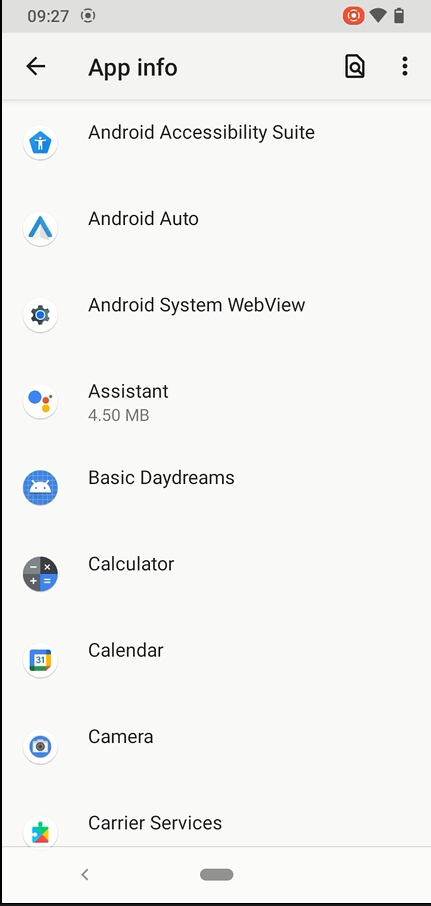 09:27
App info
Android Accessibility Suite
Android Auto
Android System WebView
Assistant
4.50 MB
Basic Daydreams
Calculator
31
Calendar
Camera
Carrier Services